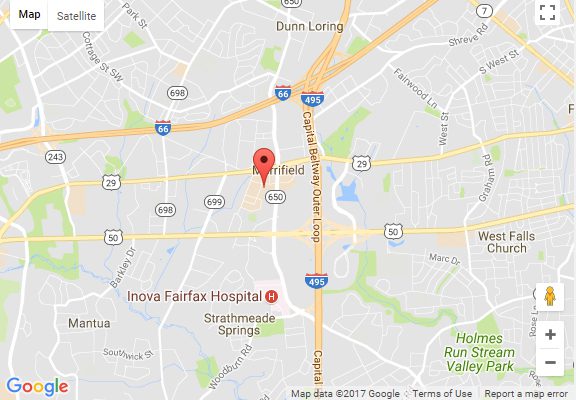 Map
Satellite
Park St
Dunn Loring
7
Shreve Rd
Cottage St SW
S West St
698
66
495
Fairwood Ln
West St
66
Capital Beltway Outer Loop
243
29
Merrifield
29
Graham Rd
650
699
698
50
50
West Falls
Church
Barkley Dr
Marc Dr
495
Inova Fairfax Hospital
H
Mantua
Strathmeade
Springs
Rose Ln
Holmes
Run Stream
Valley Park
Southwick St
Woodburn Rd
Capital
+
−
Google
Map data ©2017 Google
Terms of Use
Report a map error